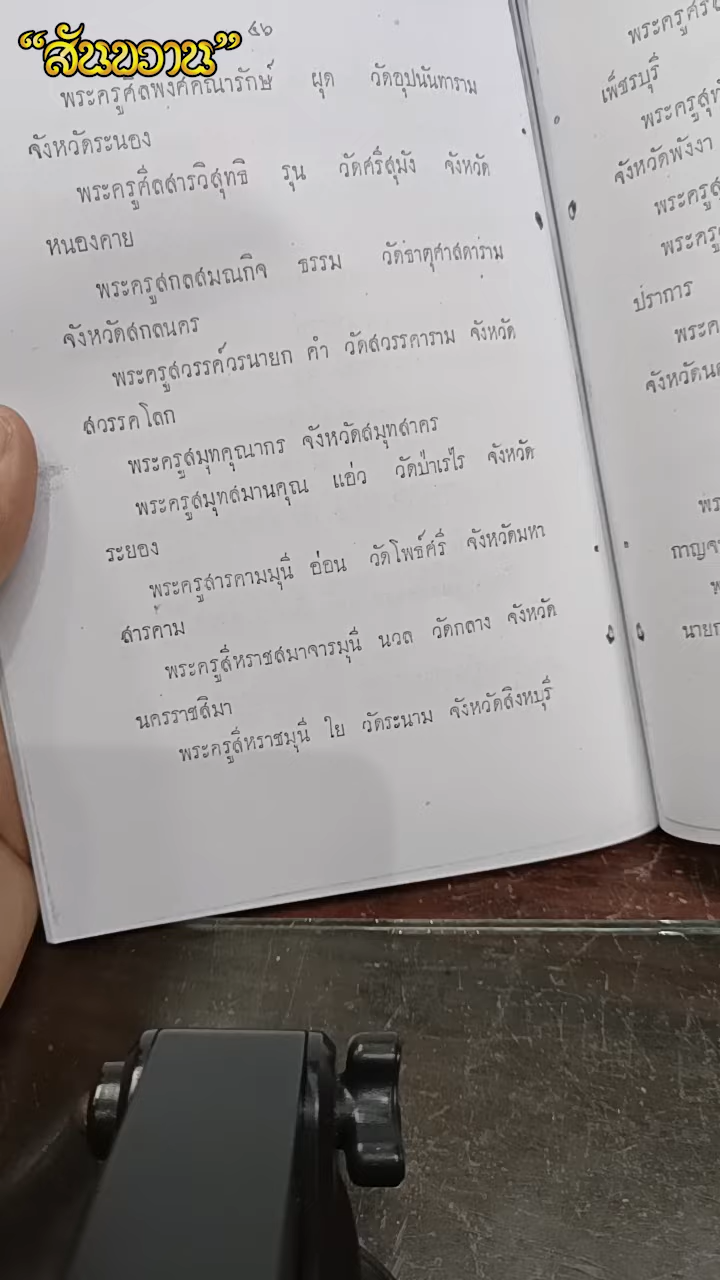 “สันขวาน”
๔๖
พระครูศีลพงศ์คณารักษ์ ผุด วัดอุปนันทาราม
จังหวัดระนอง
พระครูศีลสารวิสุทธิ รุน วัดศรีสุมัง จังหวัด
หนองคาย
พระครูสกลสมณกิจ ธรรม วัดธาตุศาสดาราม
จังหวัดสกลนคร
พระครูสวรรค์วรนายก คำ วัดสวรรคาราม จังหวัด
สวรรคโลก
พระครูสมุทคุณากร จังหวัดสมุทสาคร
พระครูสมุทสมานคุณ แอ่ว วัดป่าเรไร จังหวัด
ระยอง
พระครูสารคามมุนี อ่อน วัดโพธ์ศรี จังหวัดมหา
สารคาม
พระครูสีหราชสมาจารมุนี นวล วัดกลาง จังหวัด
นครราชสิมา
พระครูสีหราชมุนี ใย วัดระนาม จังหวัดสิงหบุรี
เพ็ชรบุรี
จังหวัดพังงา
ปราการ